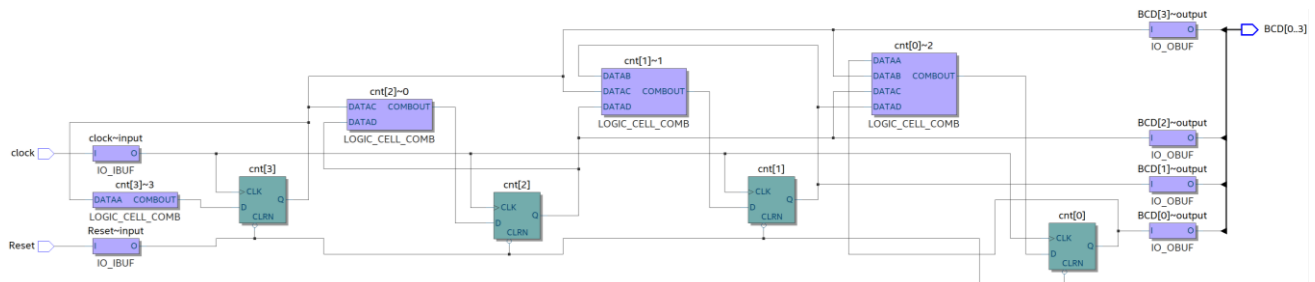 BCD[3]~output
I O
IO_OBUF
BCD[0..3]
cnt[0]~2
DATAA
DATAB COMBOUT
DATAC
DATAD
LOGIC_CELL_COMB
cnt[1]~1
DATAB
DATAC COMBOUT
DATAD
LOGIC_CELL_COMB
cnt[2]~0
DATAC COMBOUT
DATAD
LOGIC_CELL_COMB
BCD[2]~output
I O
IO_OBUF
clock
clock~input
I O
IO_IBUF
cnt[3]~3
DATAA COMBOUT
LOGIC_CELL_COMB
cnt[3]
CLK
D Q
CLRN
cnt[2]
CLK
D Q
CLRN
cnt[1]
CLK
D Q
CLRN
BCD[1]~output
I O
IO_OBUF
cnt[0]
CLK
D Q
CLRN
BCD[0]~output
I O
IO_OBUF
Reset
Reset~input
I O
IO_IBUF